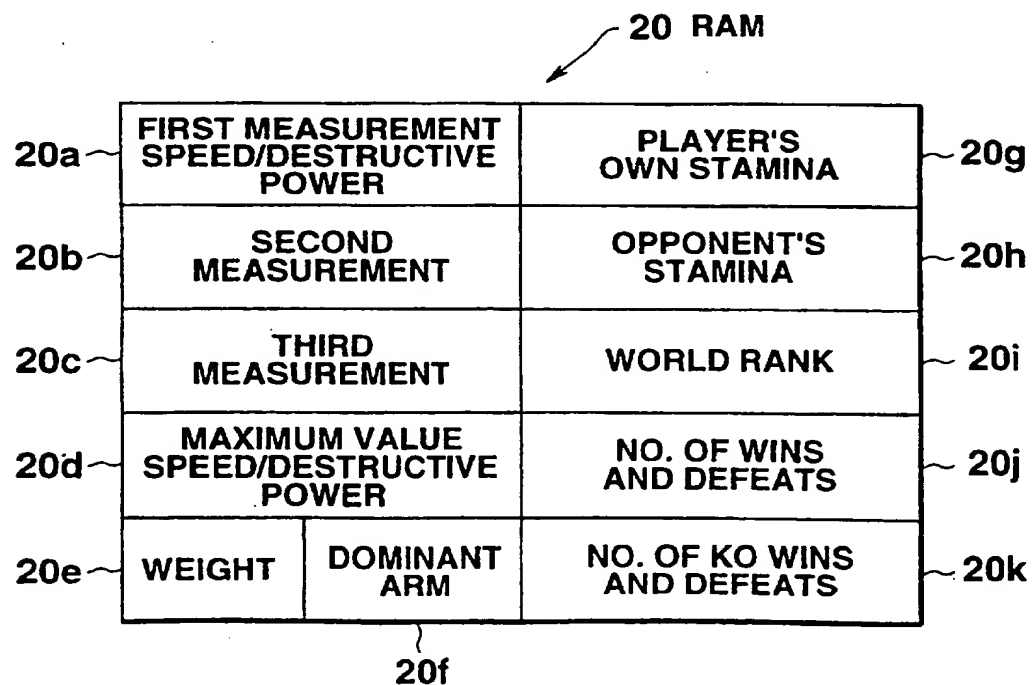 20 RAM
20a
FIRST MEASUREMENT
SPEED/DESTRUCTIVE
POWER
PLAYER'S
OWN STAMINA
20g
20b
SECOND
MEASUREMENT
OPPONENT'S
STAMINA
20h
20c
THIRD
MEASUREMENT
WORLD RANK
20i
20d
MAXIMUM VALUE
SPEED/DESTRUCTIVE
POWER
NO. OF WINS
AND DEFEATS
20j
20e
WEIGHT
DOMINANT
ARM
NO. OF KO WINS
AND DEFEATS
20k
20f